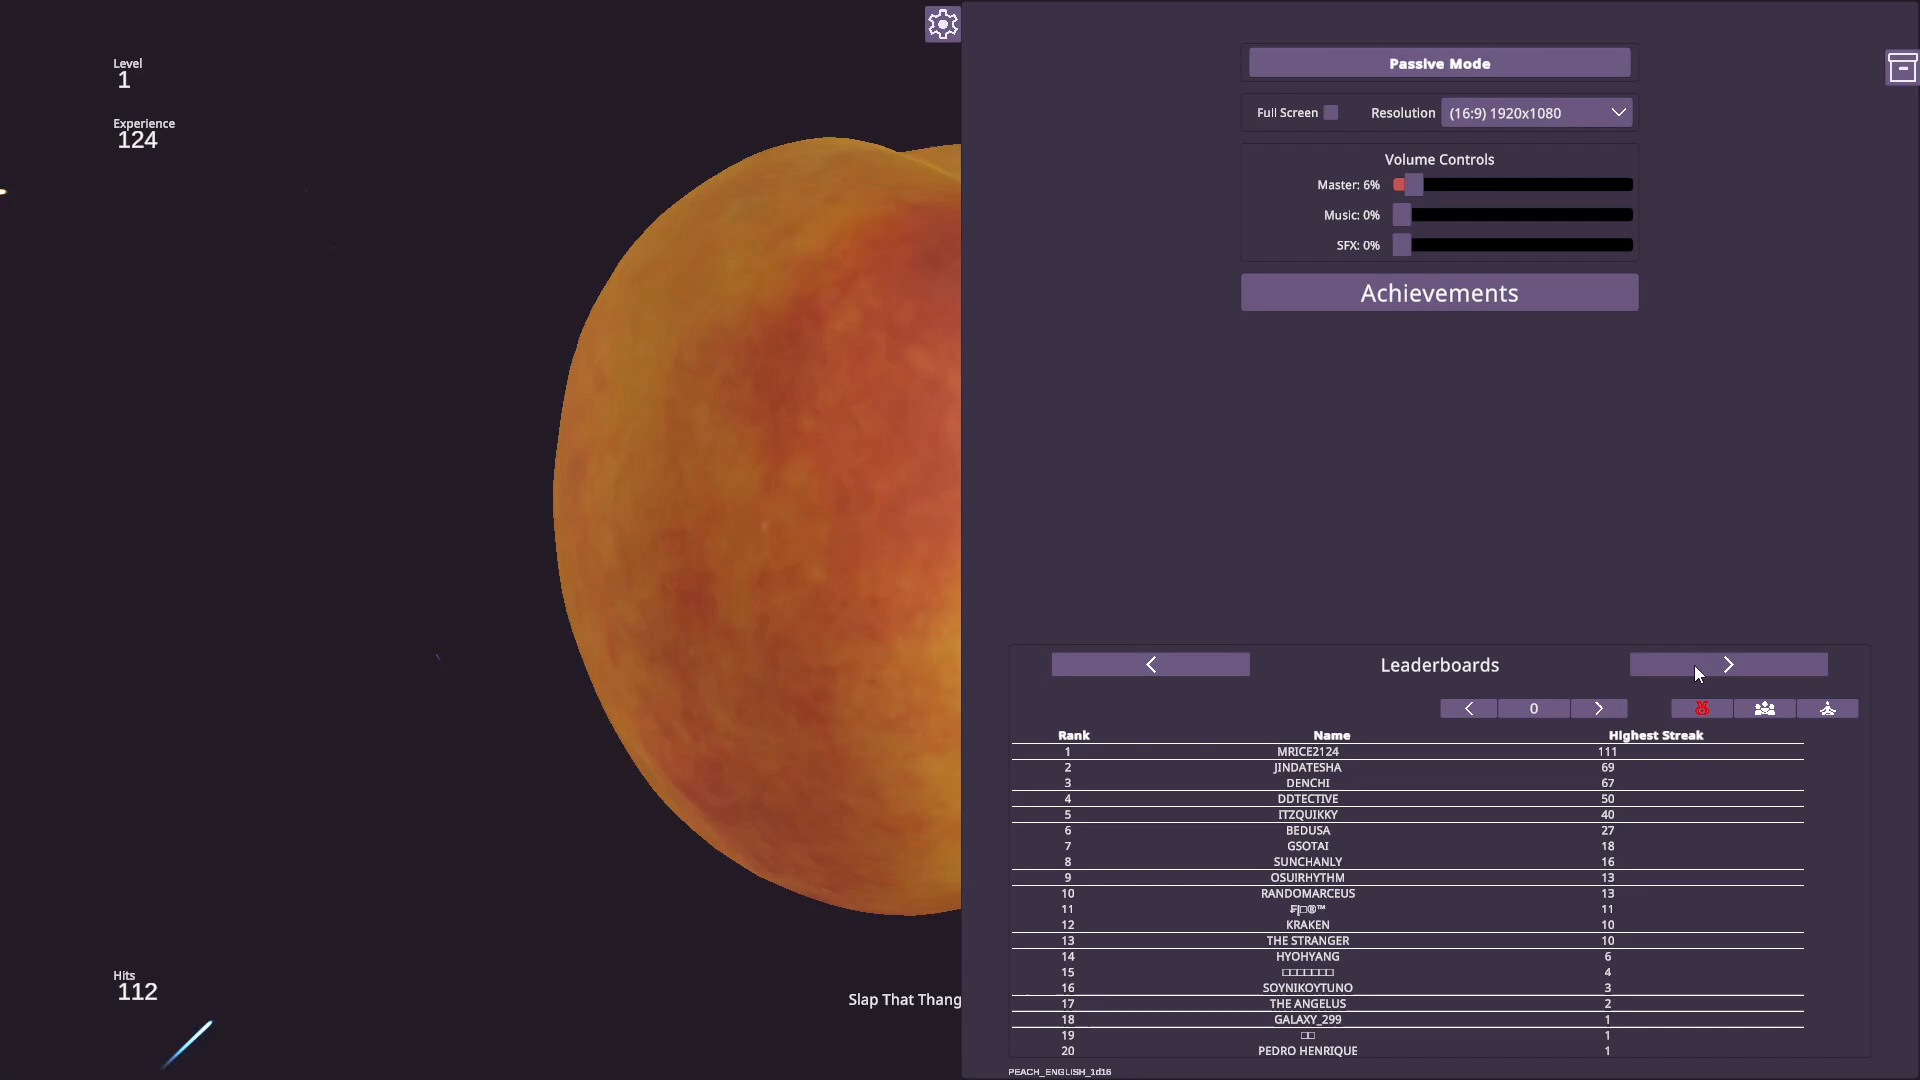 Level
1
Experience
124
Passive Mode
Full Screen
Resolution (16:9) 1920x1080
Volume Controls
Master: 6%
Music: 0%
SFX: 0%
Achievements
Leaderboards
0
Rank Name Highest Streak
1 MRICE2124 111
2 JINDATESHA 69
3 DENCHI 67
4 DDTECTIVE 50
5 ITZQUIKKY 40
6 BEDUSA 27
7 GSOTAI 18
8 SUNCHANLY 16
9 OSU!RHYTHM 13
10 RANDOMARCEUS 13
11 11
12 KRAKEN 10
13 THE STRANGER 10
14 HYOHYANG 6
15 □□□□□□□ 4
16 SOYNIKOYTUNO 3
17 THE ANGELUS 2
18 GALAXY_299 1
19 □□ 1
20 PEDRO HENRIQUE 1
Hits
112
Slap That Thang
PEACH_ENGLISH_1d16